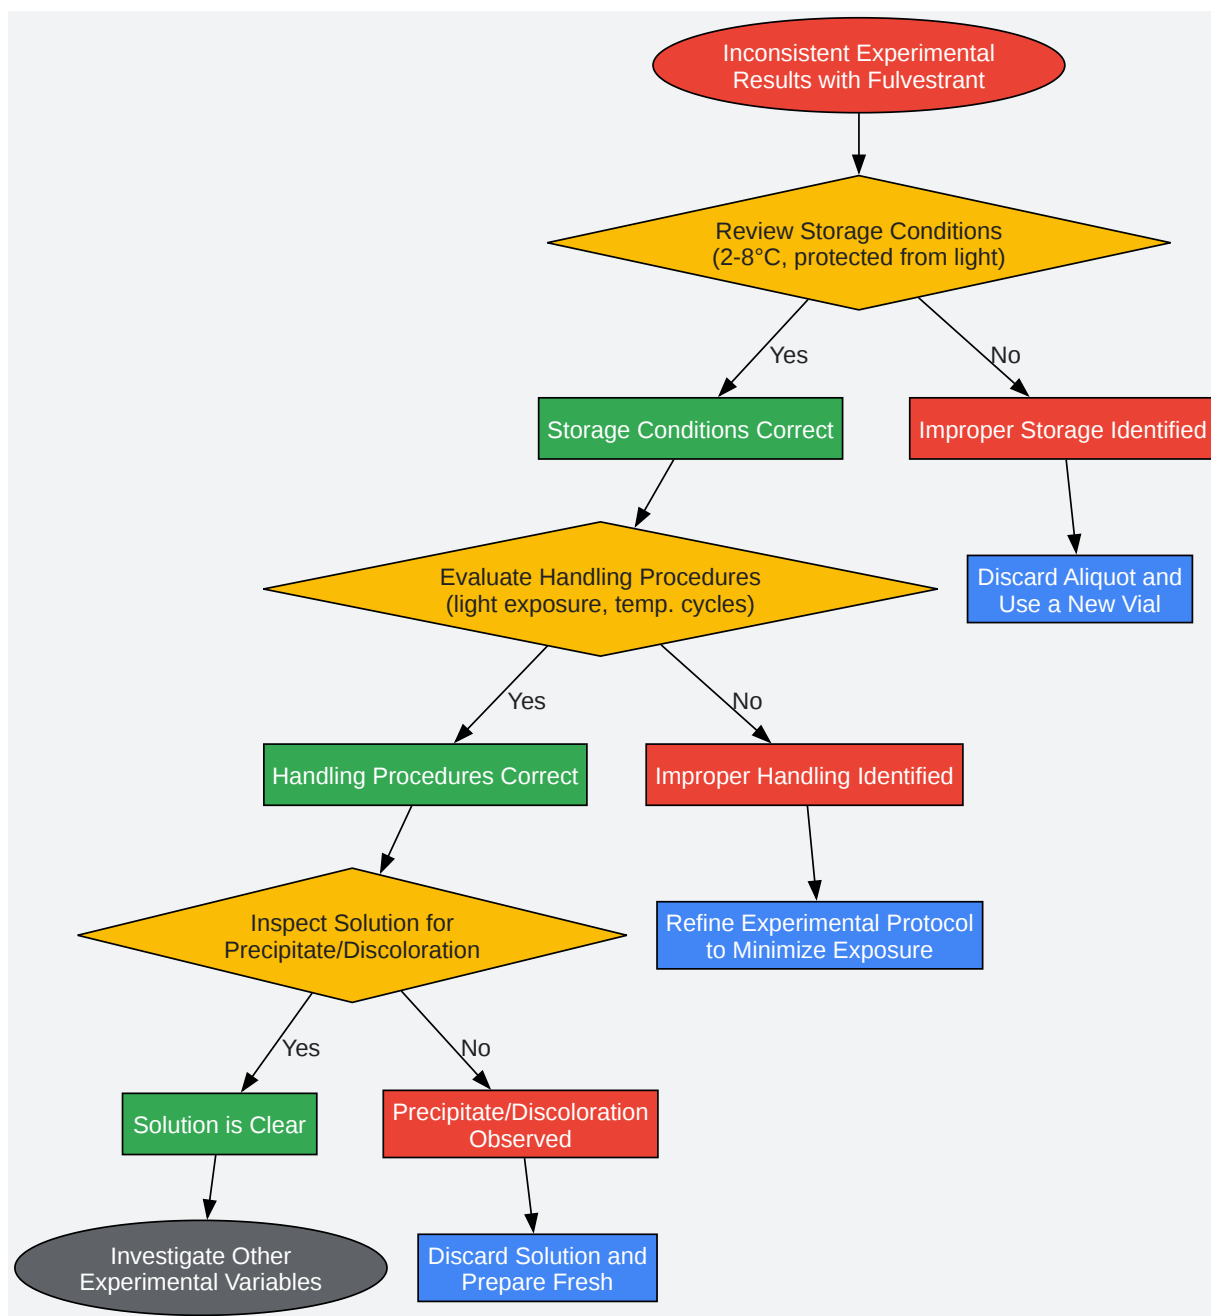 Inconsistent Experimental
Results with Fulvestrant
Review Storage Conditions
(2-8°C, protected from light)
Yes
No
Storage Conditions Correct
Improper Storage Identified
Evaluate Handling Procedures
(light exposure, temp. cycles)
Discard Aliquot and
Use a New Vial
Yes
No
Handling Procedures Correct
Improper Handling Identified
Inspect Solution for
Precipitate/Discoloration
Refine Experimental Protocol
to Minimize Exposure
Yes
No
Solution is Clear
Precipitate/Discoloration
Observed
Investigate Other
Experimental Variables
Discard Solution and
Prepare Fresh